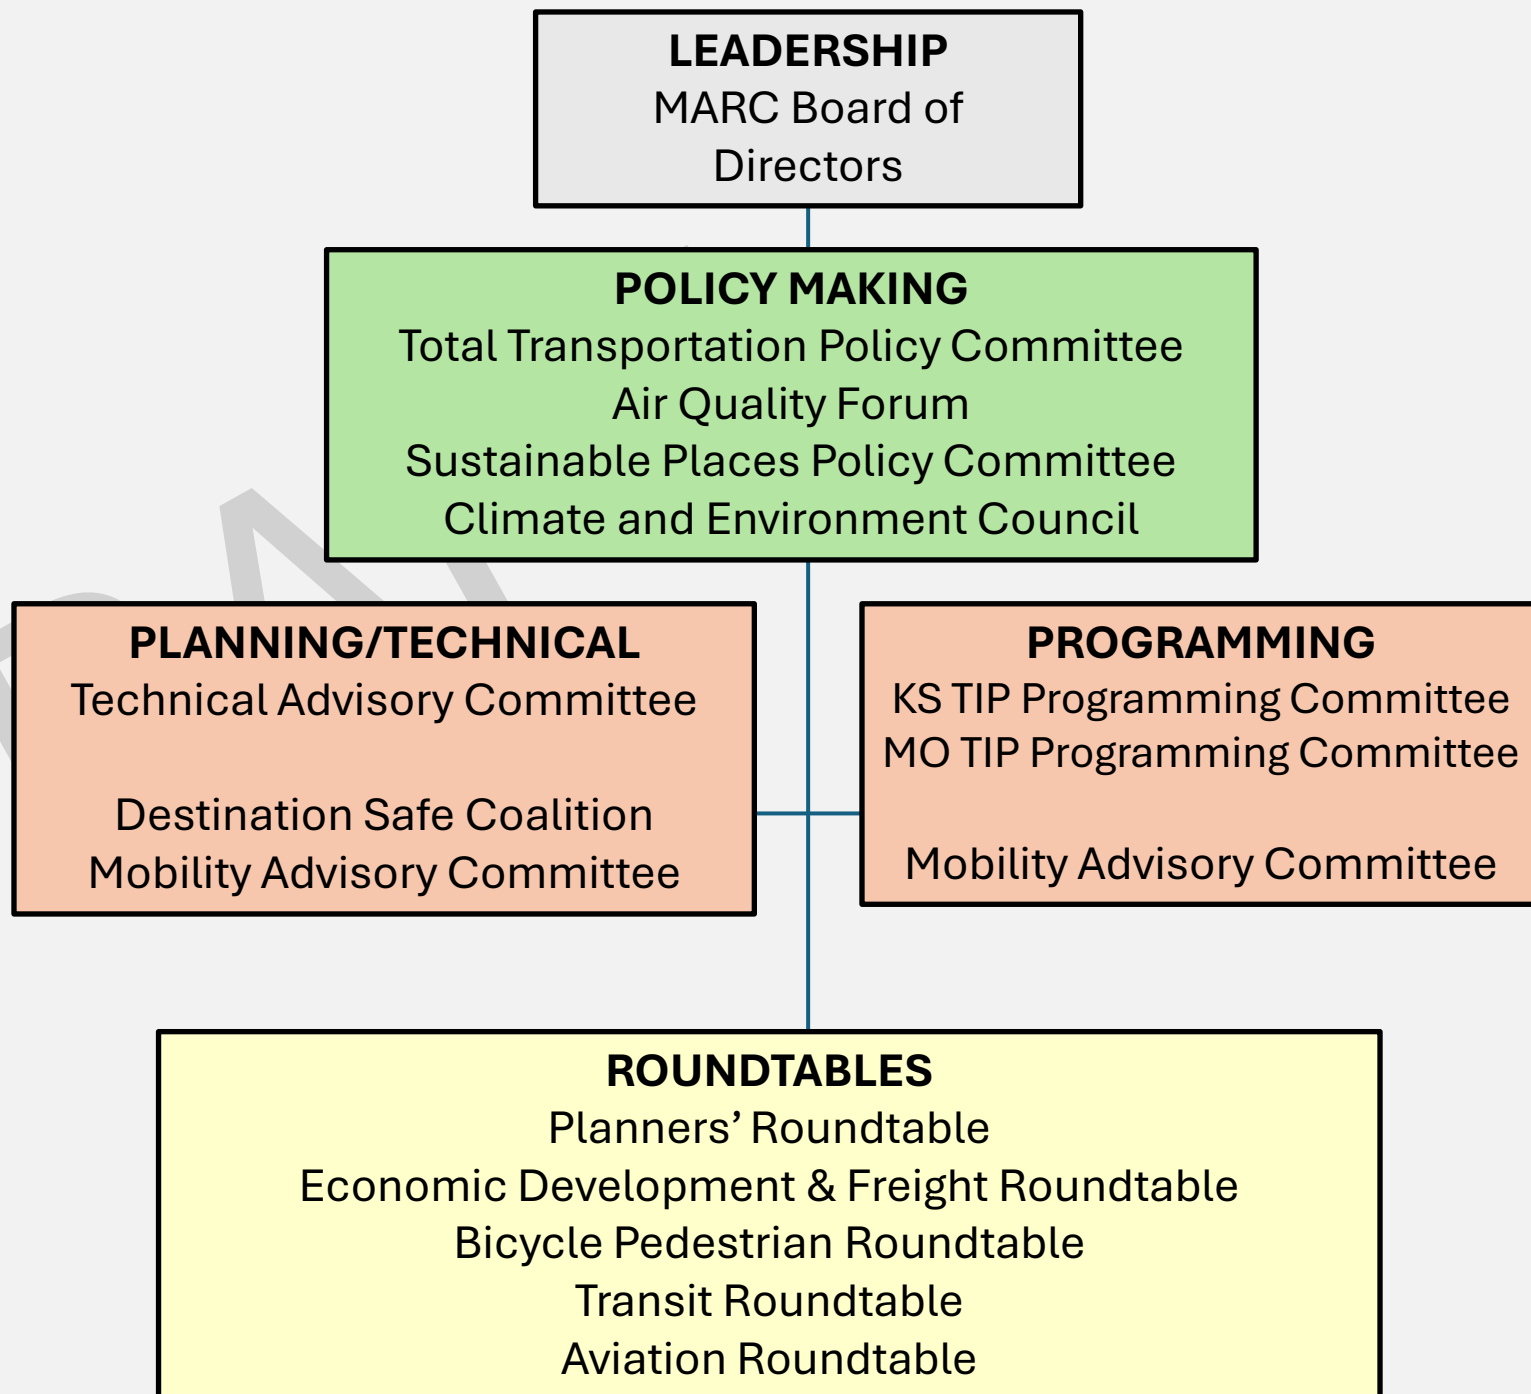 LEADERSHIP
MARC Board of
Directors
POLICY MAKING
Total Transportation Policy Committee
Air Quality Forum
Sustainable Places Policy Committee
Climate and Environment Council
PLANNING/TECHNICAL
Technical Advisory Committee
Destination Safe Coalition
Mobility Advisory Committee
PROGRAMMING
KS TIP Programming Committee
MO TIP Programming Committee
Mobility Advisory Committee
ROUNDTABLES
Planners’ Roundtable
Economic Development & Freight Roundtable
Bicycle Pedestrian Roundtable
Transit Roundtable
Aviation Roundtable